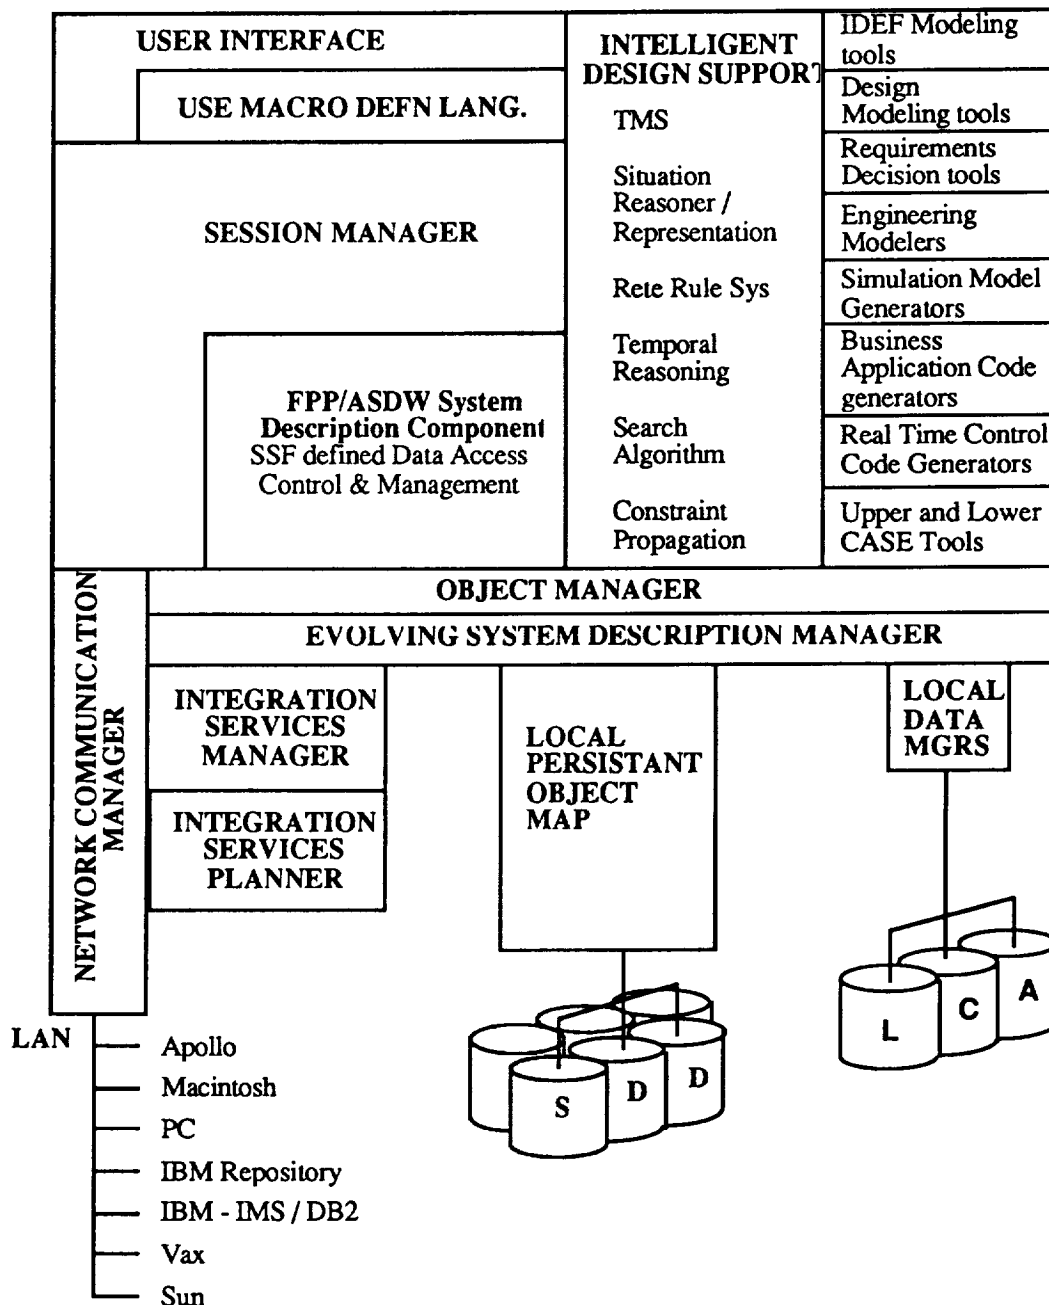 USER INTERFACE
USE MACRO DEFN LANG.
SESSION MANAGER
FPP/ASDW System
Description Component
SSF defined Data Access
Control & Management
INTELLIGENT
DESIGN SUPPORT
TMS
Situation
Reasoner /
Representation
Rete Rule Sys
Temporal
Reasoning
Search
Algorithm
Constraint
Propagation
IDEF Modeling
tools
Design
Modeling tools
Requirements
Decision tools
Engineering
Modelers
Simulation Model
Generators
Business
Application Code
generators
Real Time Control
Code Generators
Upper and Lower
CASE Tools
OBJECT MANAGER
EVOLVING SYSTEM DESCRIPTION MANAGER
NETWORK COMMUNICATION
MANAGER
INTEGRATION
SERVICES
MANAGER
INTEGRATION
SERVICES
PLANNER
LOCAL
PERSISTANT
OBJECT
MAP
LOCAL
DATA
MGRS
L C A
S D D
LAN
Apollo
Macintosh
PC
IBM Repository
IBM - IMS / DB2
Vax
Sun